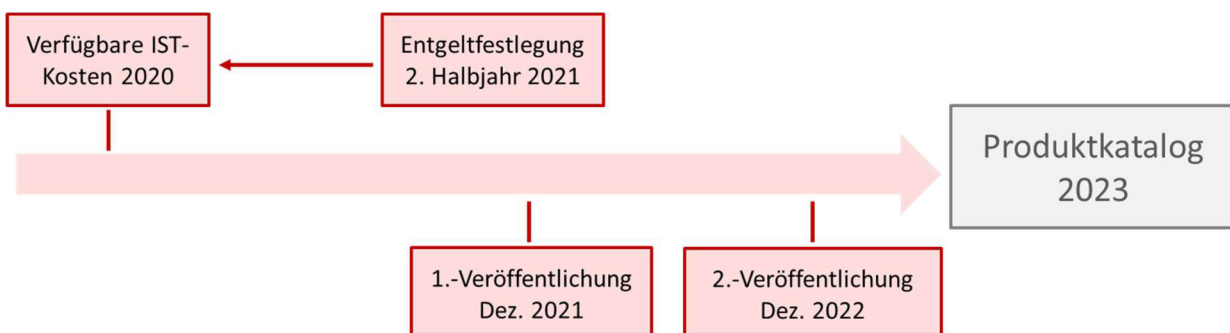 Verfügbare IST-
Kosten 2020
Entgeltfestlegung
2. Halbjahr 2021
Produktkatalog
2023
1.-Veröffentlichung
Dez. 2021
2.-Veröffentlichung
Dez. 2022